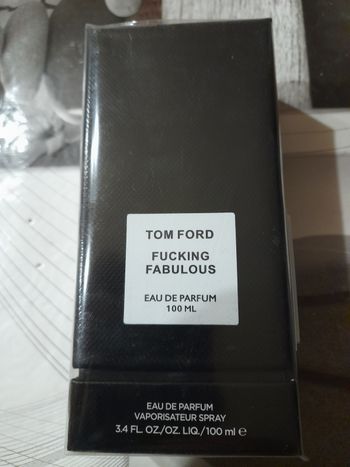 TOM FORD
FUCKING
FABULOUS
EAU DE PARFUM
100 ML
EAU DE PARFUM
VAPORISATEUR SPRAY
3.4 FL. OZ./OZ. LIQ./100 ml ℮